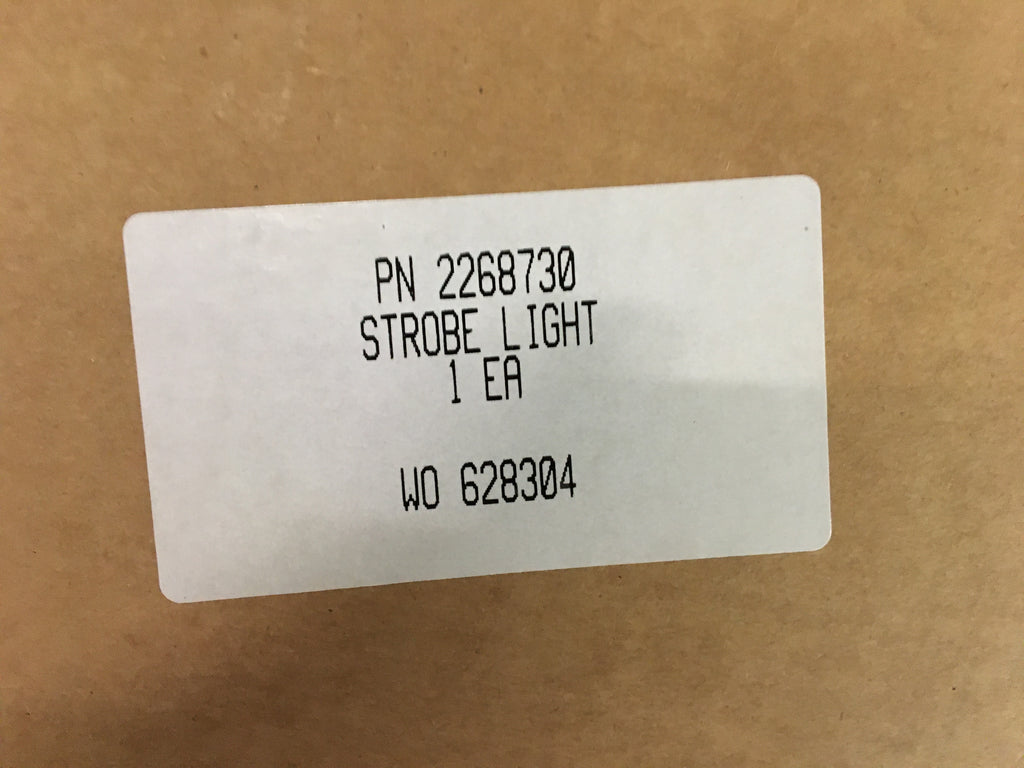 PN 2268730
STROBE LIGHT
1 EA
WO 628304